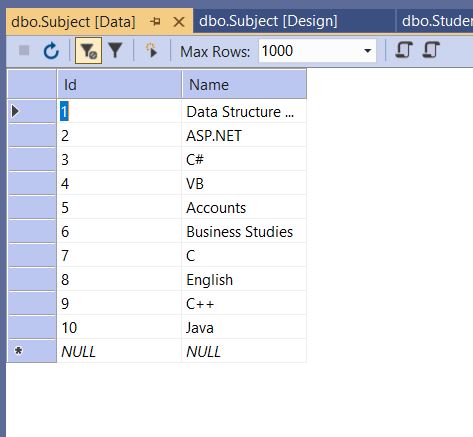 dbo.Subject [Data] dbo.Subject [Design] dbo.Stude
Max Rows: 1000
Id Name
1 Data Structure ...
2 ASP.NET
3 C#
4 VB
5 Accounts
6 Business Studies
7 C
8 English
9 C++
10 Java
NULL NULL